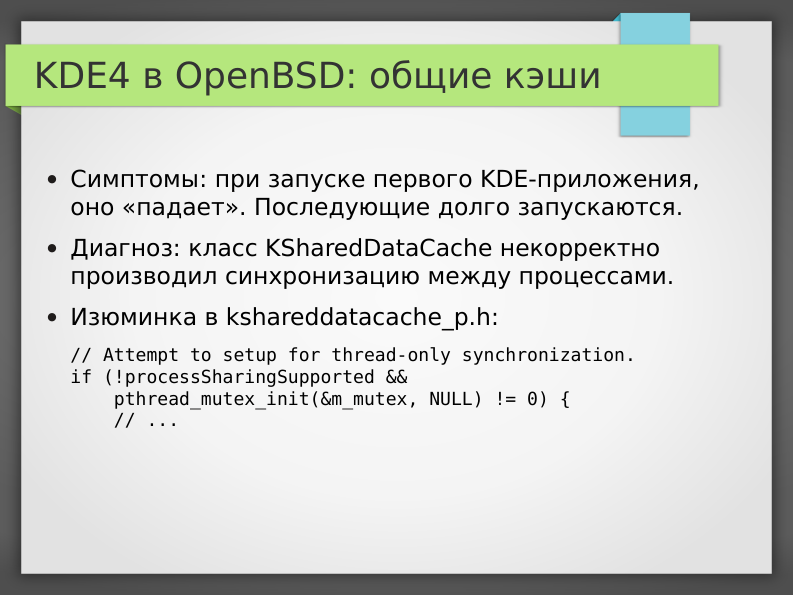 KDE4 в OpenBSD: общие кэши
• Симптомы: при запуске первого KDE-приложения,
оно «падает». Последующие долго запускаются.
• Диагноз: класс KSharedDataCache некорректно
производил синхронизацию между процессами.
• Изюминка в kshareddatacache_p.h:
// Attempt to setup for thread-only synchronization.
if (!processSharingSupported &&
    pthread_mutex_init(&m_mutex, NULL) != 0) {
    // ...